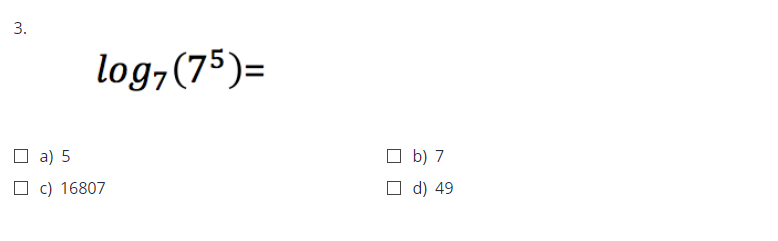 3.
log₇(7⁵)=
☐ a) 5
☐ b) 7
☐ c) 16807
☐ d) 49